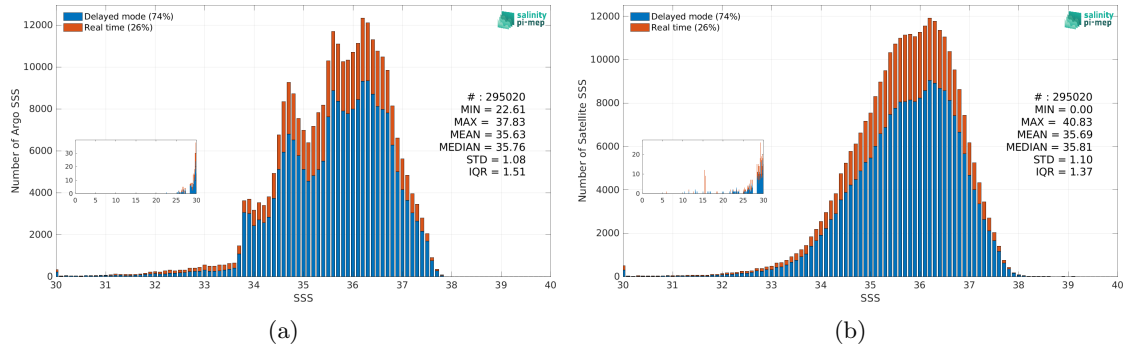 Delayed mode (74%)
Real time (26%)
salinity
pi-mep
12000
10000
8000
6000
4000
2000
0
Number of Argo SSS
# : 295020
MIN = 22.61
MAX = 37.83
MEAN = 35.63
MEDIAN = 35.76
STD = 1.08
IQR = 1.51
30
20
10
0
0 5 10 15 20 25 30
30 31 32 33 34 35 36 37 38 39 40
SSS
(a)
Delayed mode (74%)
Real time (26%)
salinity
pi-mep
12000
10000
8000
6000
4000
2000
0
Number of Satellite SSS
# : 295020
MIN = 0.00
MAX = 40.83
MEAN = 35.69
MEDIAN = 35.81
STD = 1.10
IQR = 1.37
20
10
0
0 5 10 15 20 25 30
30 31 32 33 34 35 36 37 38 39 40
SSS
(b)